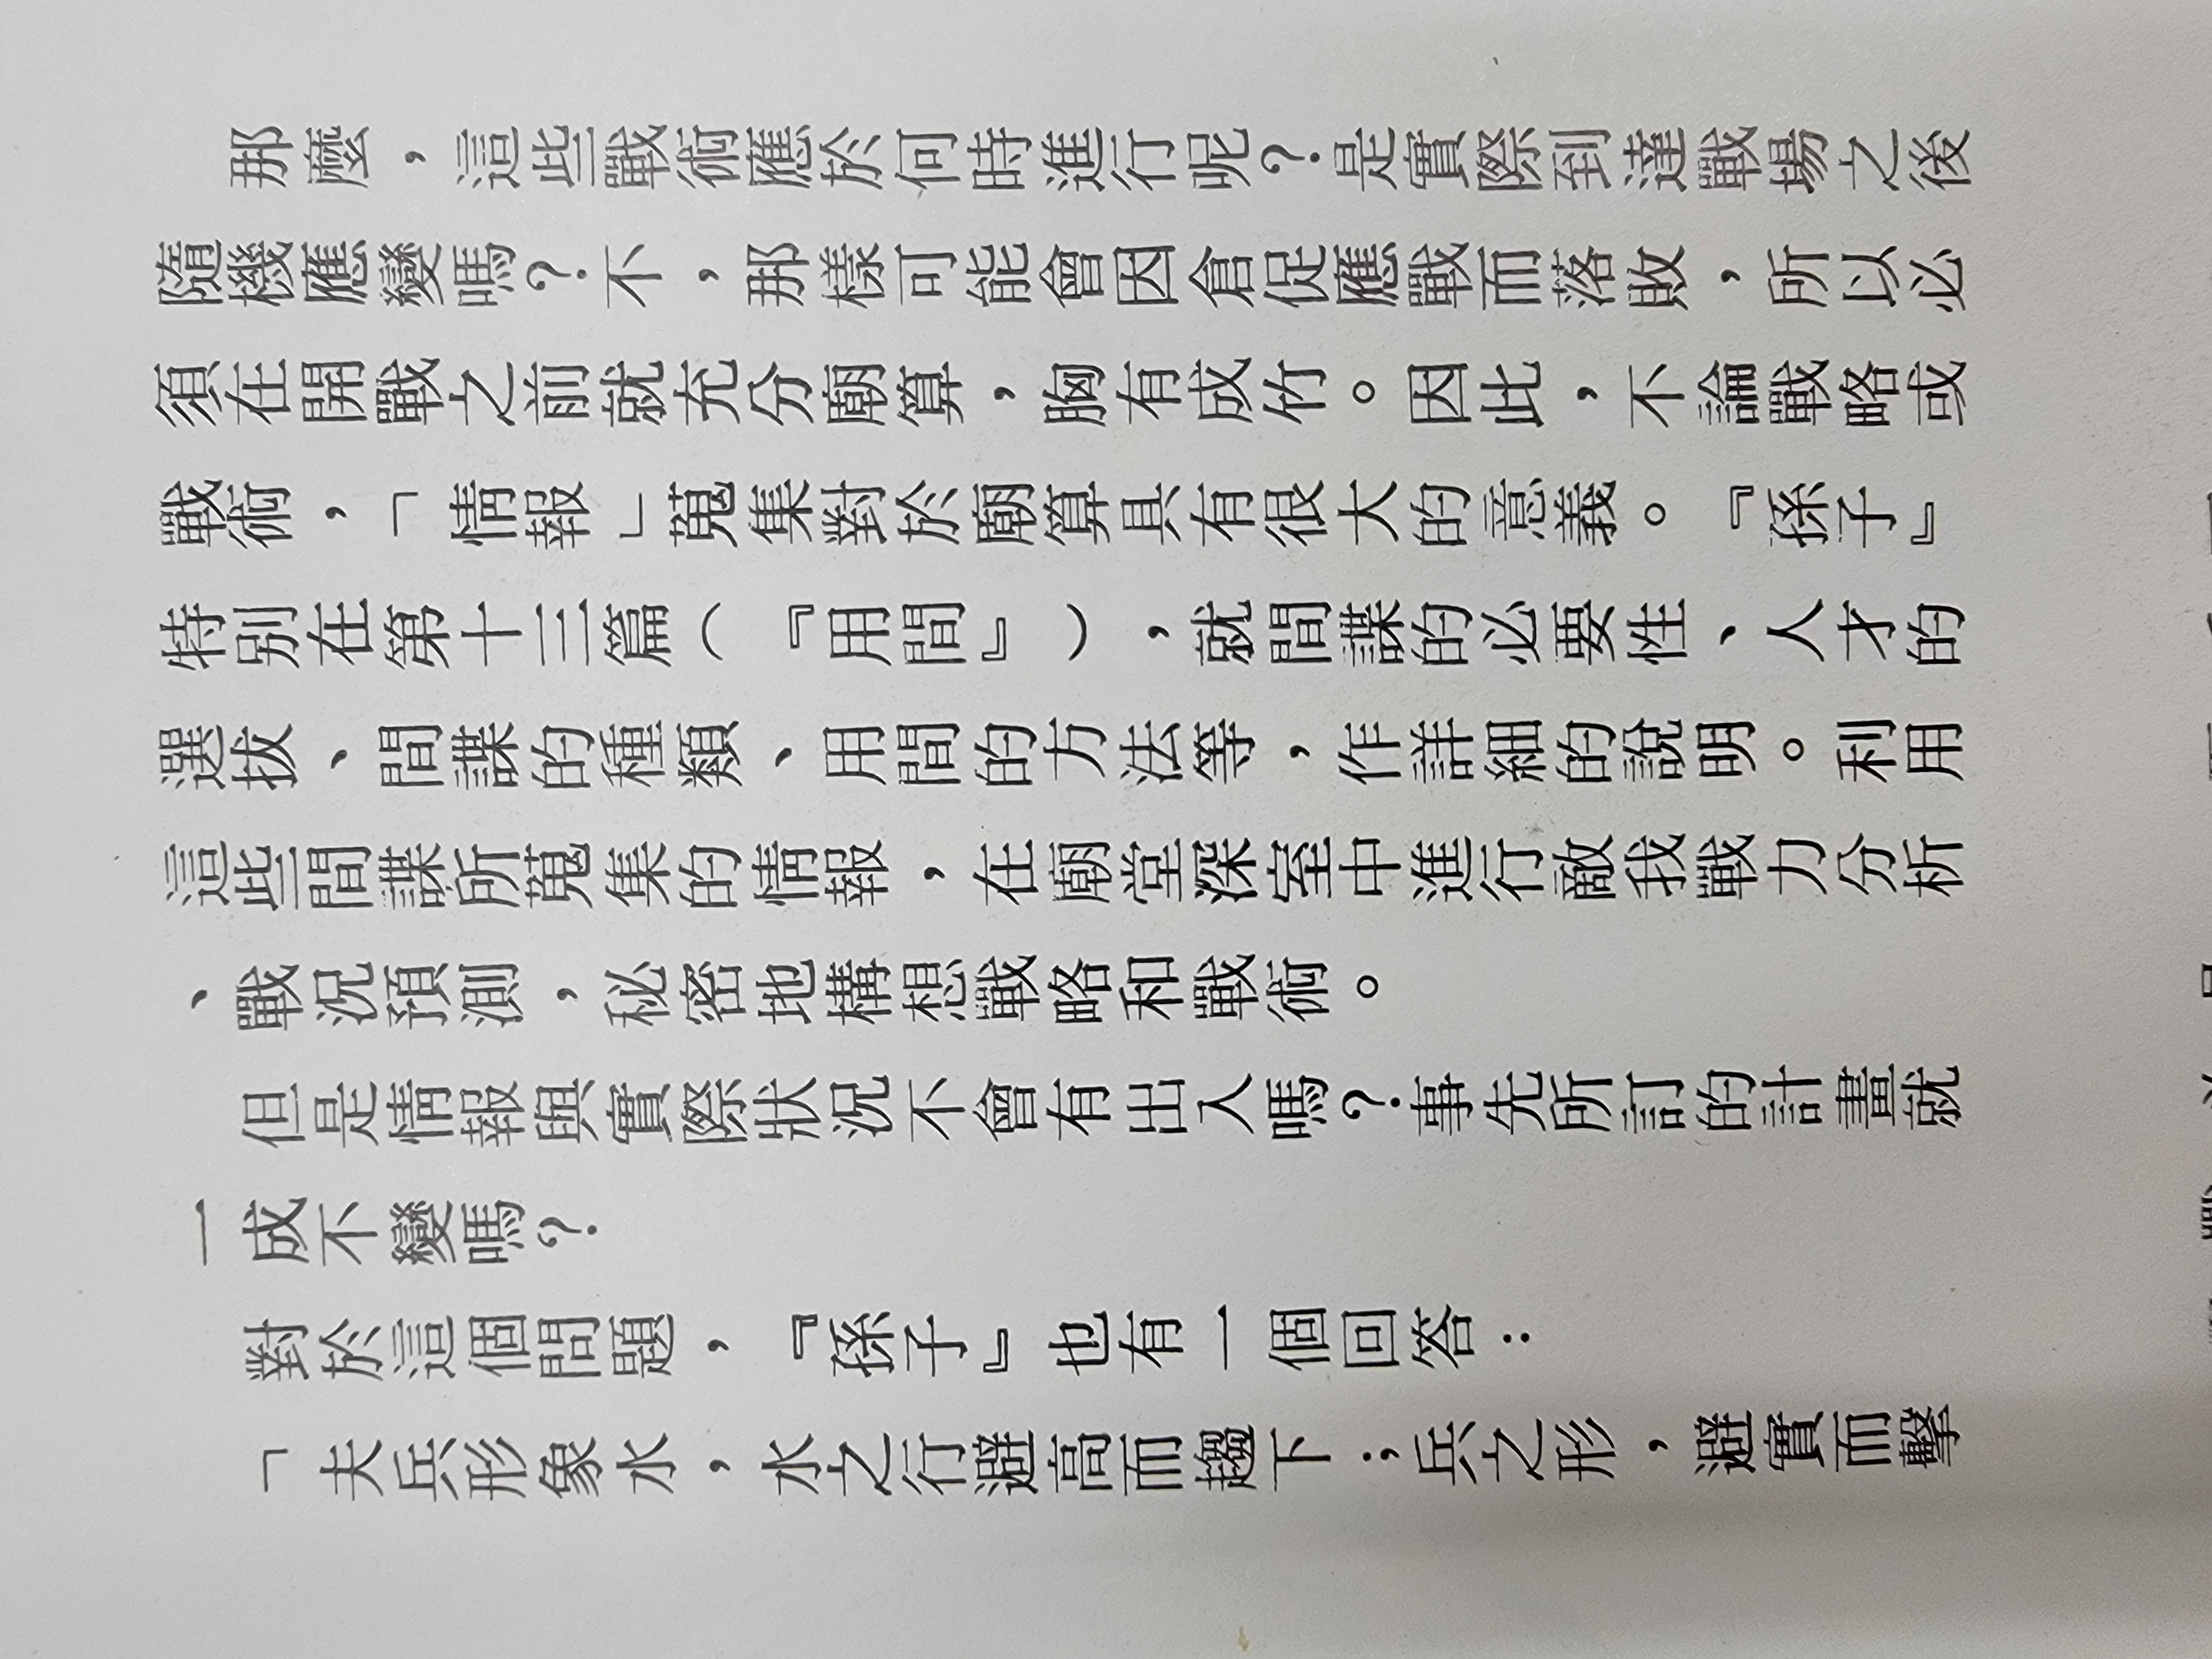 那麼，這些戰術應於何時進行呢？是實際到達戰場之後
隨機應變嗎？不，那樣可能會因倉促應戰而落敗，所以必
須在開戰之前就充分廟算，胸有成竹。因此，不論戰略或
戰術，「情報」蒐集對於廟算具有很大的意義。『孫子』
特別在第十三篇（『用間』），就間諜的必要性、人才的
選拔、間諜的種類、用間的方法等，作詳細的說明。利用
這些間諜所蒐集的情報，在廟堂深室中進行敵我戰力分析
、戰況預測，秘密地構想戰略和戰術。
但是情報與實際狀況不會有出入嗎？事先所訂的計畫就
一成不變嗎？
對於這個問題，『孫子』也有一個回答：
「夫兵形象水，水之行避高而趨下；兵之形，避實而擊